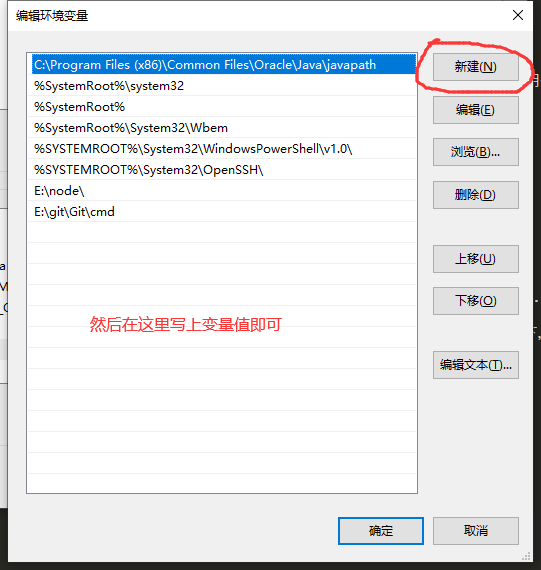 编辑环境变量
C:\Program Files (x86)\Common Files\Oracle\Java\javapath
%SystemRoot%\system32
%SystemRoot%
%SystemRoot%\System32\Wbem
%SYSTEMROOT%\System32\WindowsPowerShell\v1.0\
%SYSTEMROOT%\System32\OpenSSH\
E:\node\
E:\git\Git\cmd
然后在这里写上变量值即可
新建(N)
编辑(E)
浏览(B)...
删除(D)
上移(U)
下移(O)
编辑文本(T)...
确定
取消